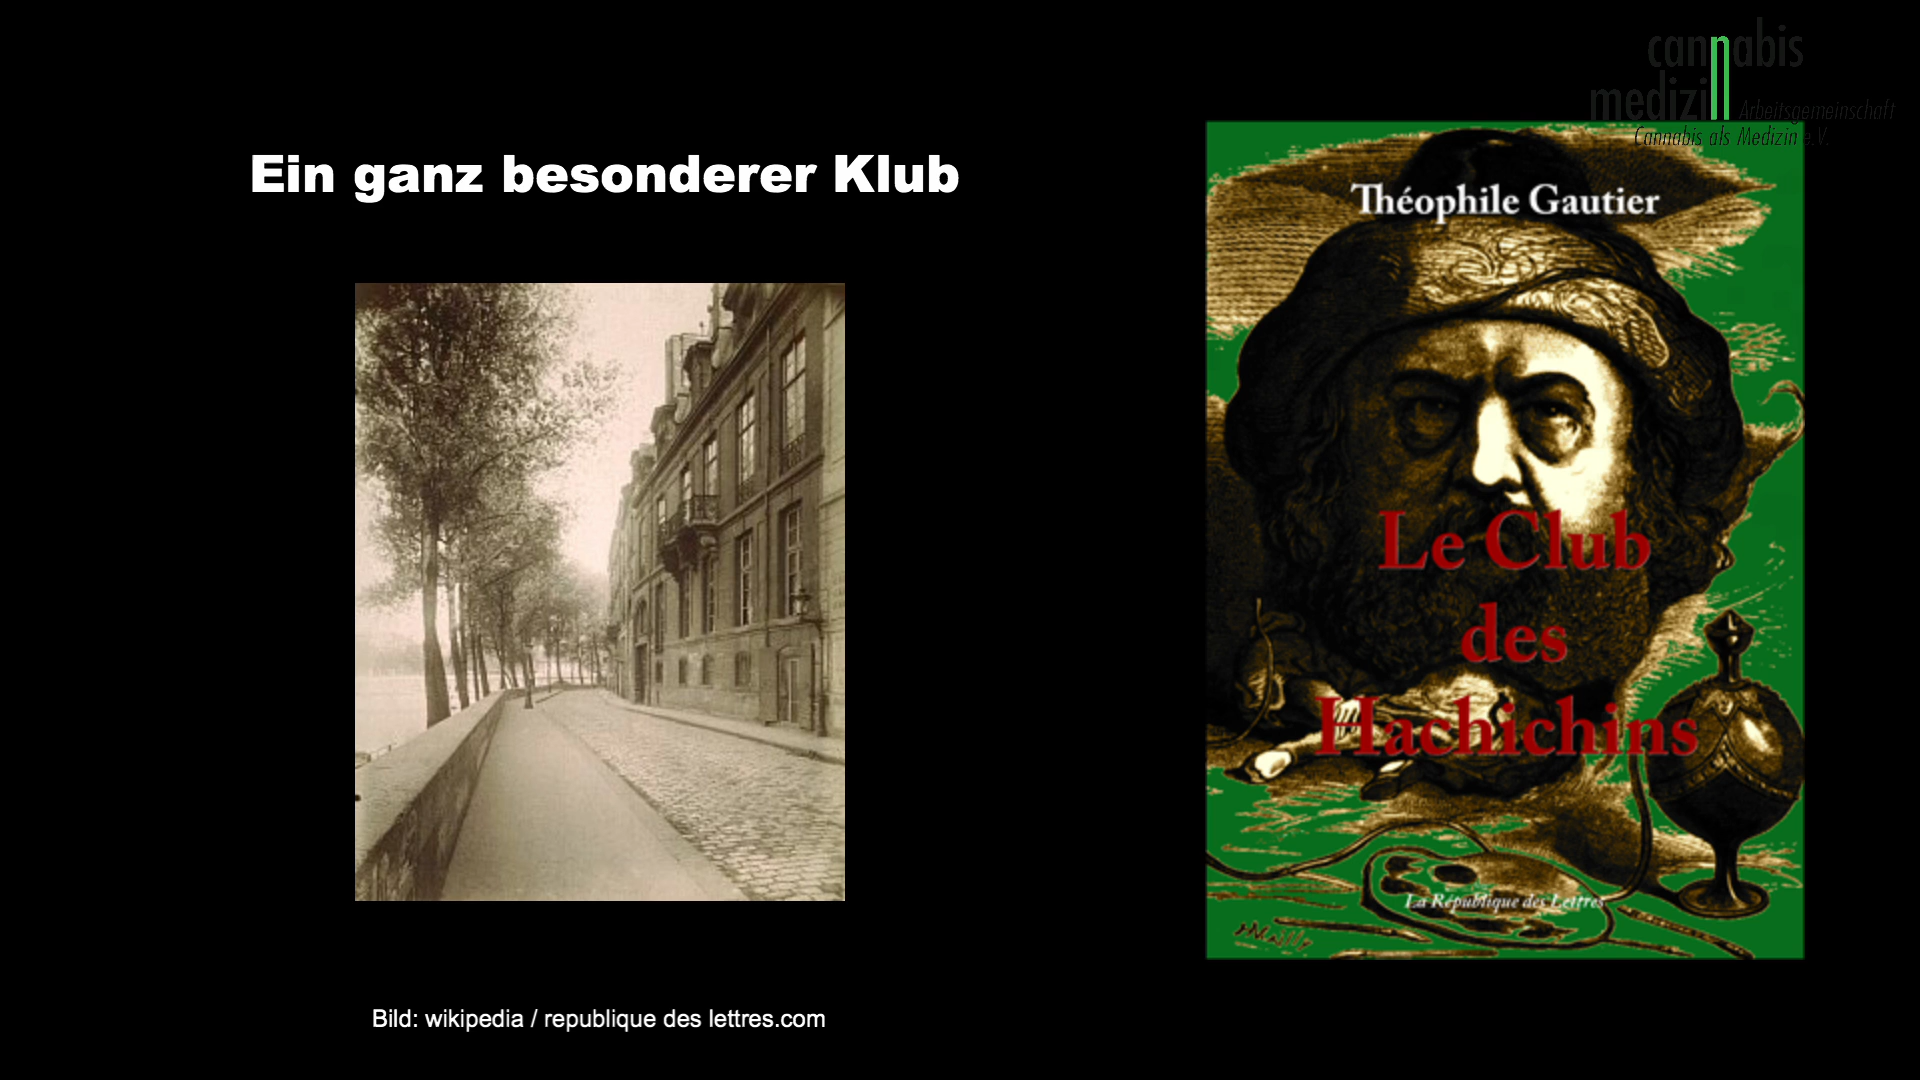 cannabis
medizin Arbeitsgemeinschaft
Cannabis als Medizin e.V.
Ein ganz besonderer Klub
Théophile Gautier
Le Club
des
Hachichins
La République des Lettres
Bild: wikipedia / republique des lettres.com